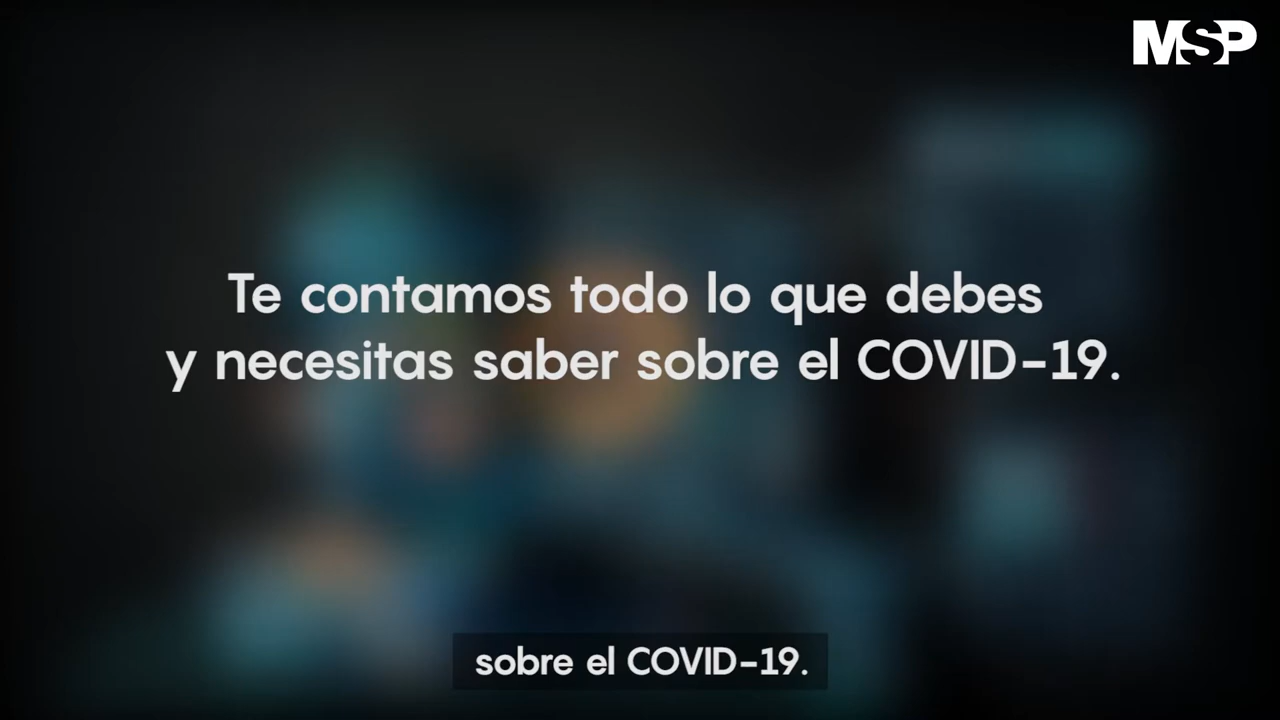 MSP
Te contamos todo lo que debes
y necesitas saber sobre el COVID-19.
sobre el COVID-19.